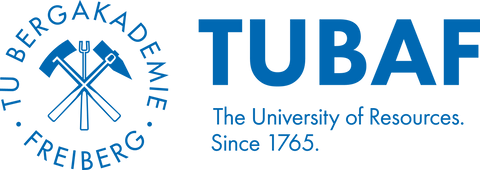 · TU BERGAKADEMIE ·
FREIBERG
TUBAF
The University of Resources.
Since 1765.